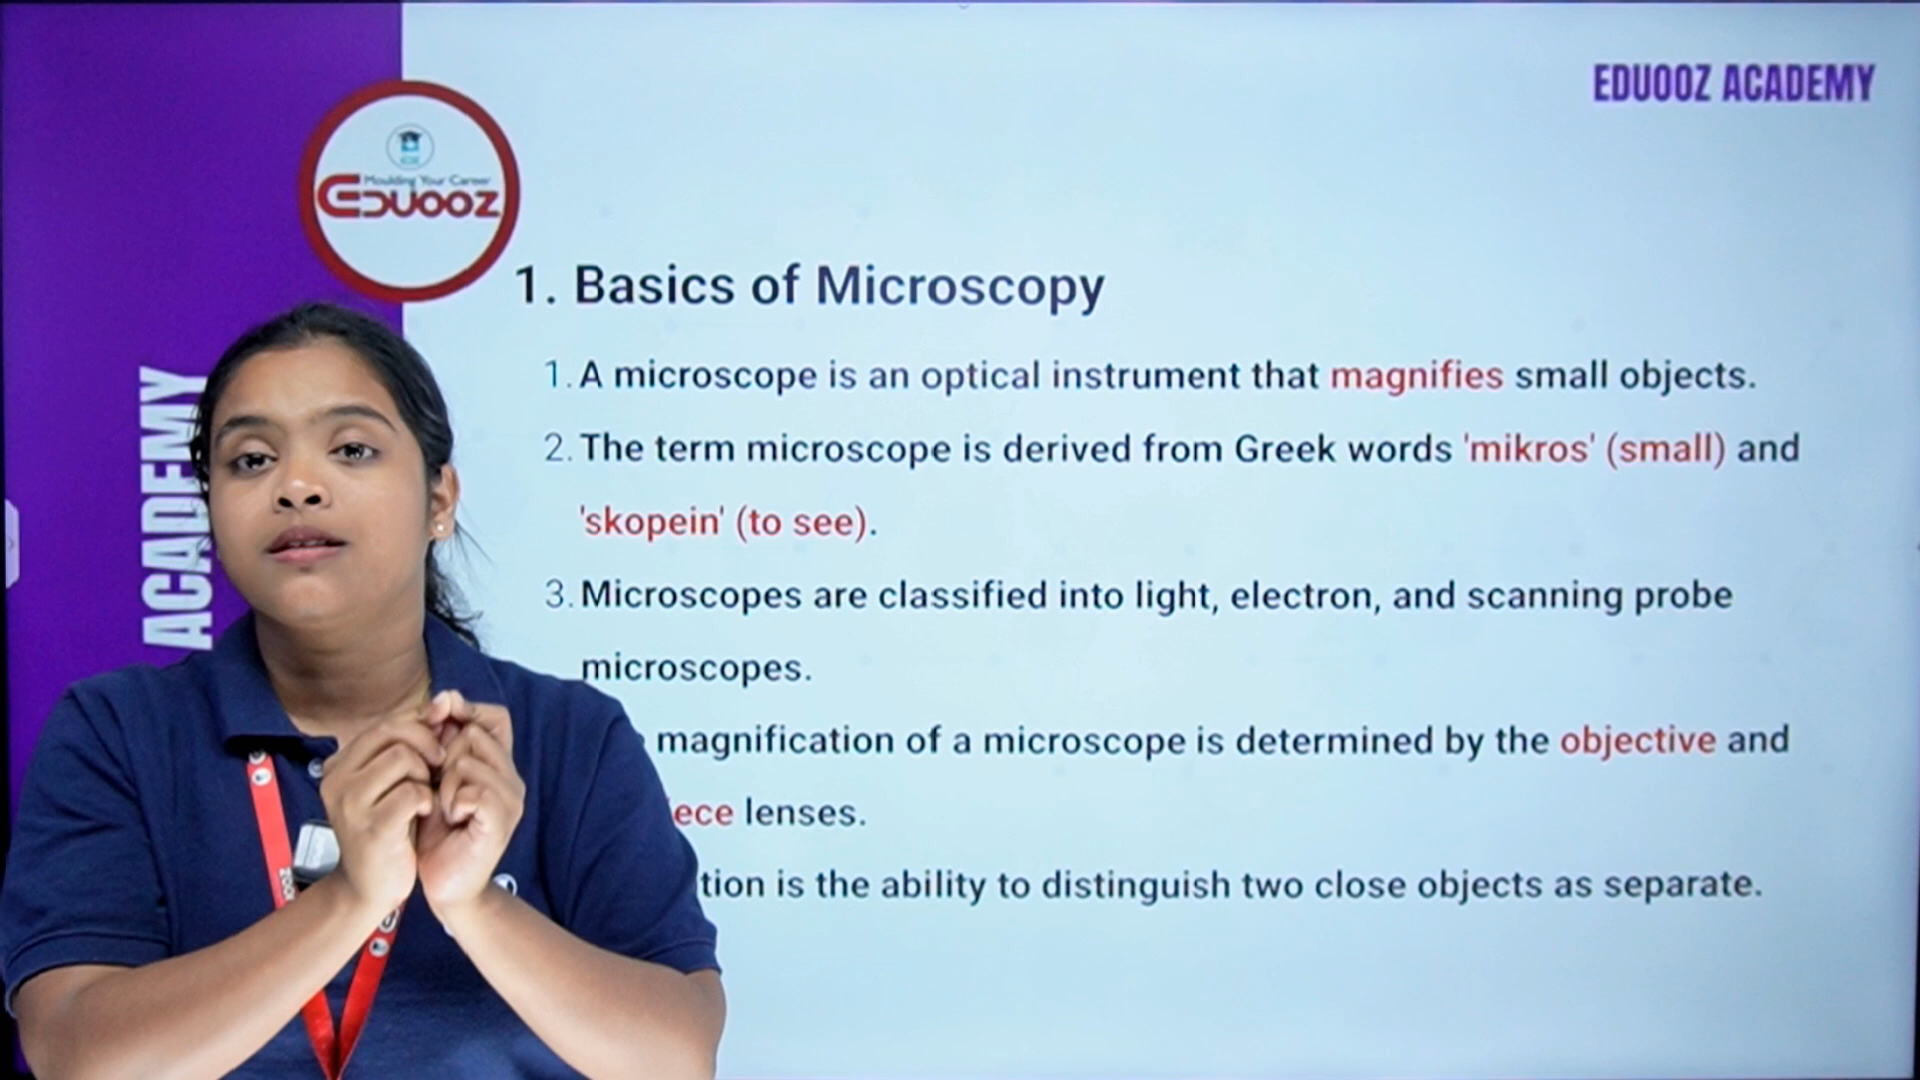 EDUOOZ ACADEMY
Moulding Your Career
EDUOOZ
ACADEMY
1. Basics of Microscopy
1. A microscope is an optical instrument that magnifies small objects.
2. The term microscope is derived from Greek words 'mikros' (small) and
'skopein' (to see).
3. Microscopes are classified into light, electron, and scanning probe
microscopes.
magnification of a microscope is determined by the objective and
ece lenses.
tion is the ability to distinguish two close objects as separate.